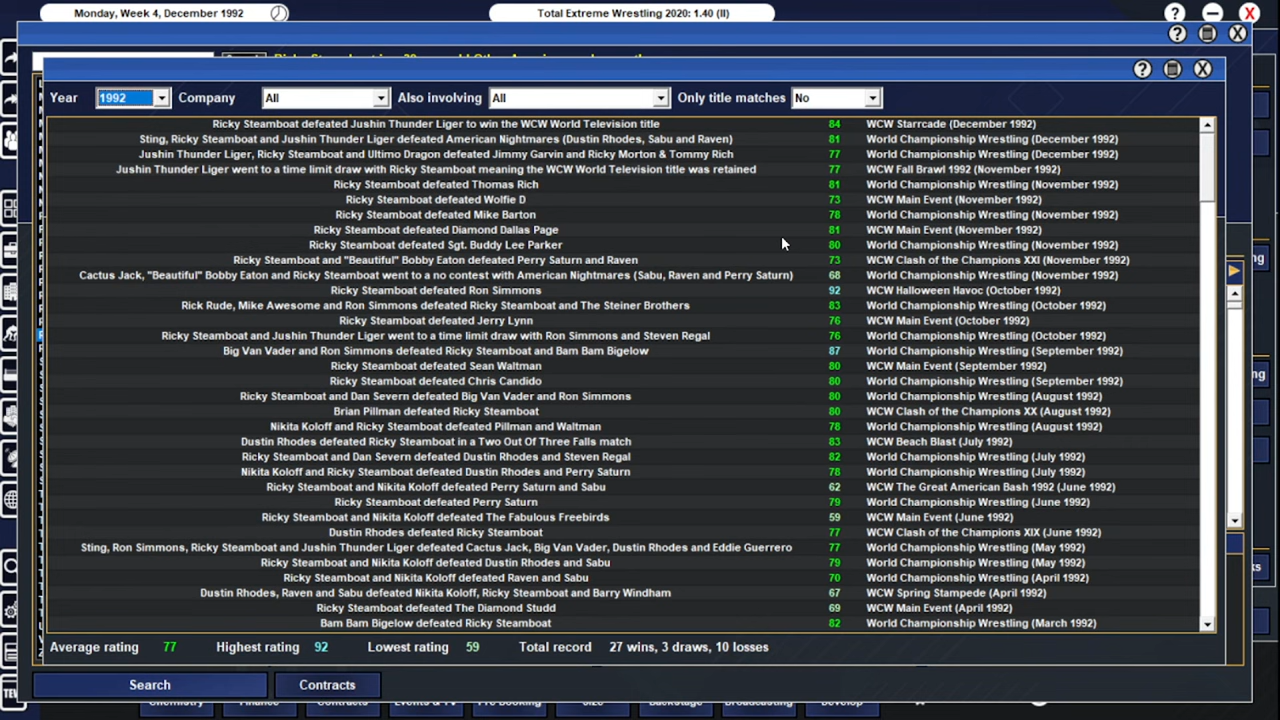 Monday, Week 4, December 1992
Total Extreme Wrestling 2020: 1.40 (II)
Year 1992 Company All Also involving All Only title matches No
Ricky Steamboat defeated Jushin Thunder Liger to win the WCW World Television title 84 WCW Starrcade (December 1992)
Sting, Ricky Steamboat and Jushin Thunder Liger defeated American Nightmares (Dustin Rhodes, Sabu and Raven) 81 World Championship Wrestling (December 1992)
Jushin Thunder Liger, Ricky Steamboat and Ultimo Dragon defeated Jimmy Garvin and Ricky Morton & Tommy Rich 77 World Championship Wrestling (December 1992)
Jushin Thunder Liger went to a time limit draw with Ricky Steamboat meaning the WCW World Television title was retained 77 WCW Fall Brawl 1992 (November 1992)
Ricky Steamboat defeated Thomas Rich 81 World Championship Wrestling (November 1992)
Ricky Steamboat defeated Wolfie D 73 WCW Main Event (November 1992)
Ricky Steamboat defeated Mike Barton 78 World Championship Wrestling (November 1992)
Ricky Steamboat defeated Diamond Dallas Page 81 WCW Main Event (November 1992)
Ricky Steamboat defeated Sgt. Buddy Lee Parker 80 World Championship Wrestling (November 1992)
Ricky Steamboat and "Beautiful" Bobby Eaton defeated Perry Saturn and Raven 73 WCW Clash of the Champions XXI (November 1992)
Cactus Jack, "Beautiful" Bobby Eaton and Ricky Steamboat went to a no contest with American Nightmares (Sabu, Raven and Perry Saturn) 68 World Championship Wrestling (November 1992)
Ricky Steamboat defeated Ron Simmons 92 WCW Halloween Havoc (October 1992)
Rick Rude, Mike Awesome and Ron Simmons defeated Ricky Steamboat and The Steiner Brothers 83 World Championship Wrestling (October 1992)
Ricky Steamboat defeated Jerry Lynn 76 WCW Main Event (October 1992)
Ricky Steamboat and Jushin Thunder Liger went to a time limit draw with Ron Simmons and Steven Regal 76 World Championship Wrestling (October 1992)
Big Van Vader and Ron Simmons defeated Ricky Steamboat and Bam Bam Bigelow 87 World Championship Wrestling (September 1992)
Ricky Steamboat defeated Sean Waltman 80 WCW Main Event (September 1992)
Ricky Steamboat defeated Chris Candido 80 World Championship Wrestling (September 1992)
Ricky Steamboat and Dan Severn defeated Big Van Vader and Ron Simmons 80 World Championship Wrestling (August 1992)
Brian Pillman defeated Ricky Steamboat 80 WCW Clash of the Champions XX (August 1992)
Nikita Koloff and Ricky Steamboat defeated Pillman and Waltman 78 World Championship Wrestling (August 1992)
Dustin Rhodes defeated Ricky Steamboat in a Two Out Of Three Falls match 83 WCW Beach Blast (July 1992)
Ricky Steamboat and Dan Severn defeated Dustin Rhodes and Steven Regal 82 World Championship Wrestling (July 1992)
Nikita Koloff and Ricky Steamboat defeated Dustin Rhodes and Perry Saturn 78 World Championship Wrestling (July 1992)
Ricky Steamboat and Nikita Koloff defeated Perry Saturn and Sabu 62 WCW The Great American Bash 1992 (June 1992)
Ricky Steamboat defeated Perry Saturn 79 World Championship Wrestling (June 1992)
Ricky Steamboat and Nikita Koloff defeated The Fabulous Freebirds 59 WCW Main Event (June 1992)
Dustin Rhodes defeated Ricky Steamboat 77 WCW Clash of the Champions XIX (June 1992)
Sting, Ron Simmons, Ricky Steamboat and Jushin Thunder Liger defeated Cactus Jack, Big Van Vader, Dustin Rhodes and Eddie Guerrero 77 World Championship Wrestling (May 1992)
Ricky Steamboat and Nikita Koloff defeated Dustin Rhodes and Sabu 79 World Championship Wrestling (May 1992)
Ricky Steamboat and Nikita Koloff defeated Raven and Sabu 70 World Championship Wrestling (April 1992)
Dustin Rhodes, Raven and Sabu defeated Nikita Koloff, Ricky Steamboat and Barry Windham 67 WCW Spring Stampede (April 1992)
Ricky Steamboat defeated The Diamond Studd 69 WCW Main Event (April 1992)
Bam Bam Bigelow defeated Ricky Steamboat 82 World Championship Wrestling (March 1992)
Average rating 77 Highest rating 92 Lowest rating 59 Total record 27 wins, 3 draws, 10 losses
Search Contracts